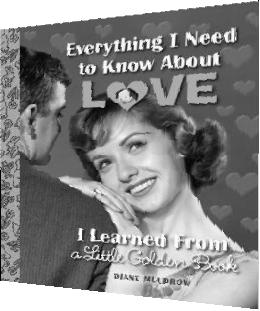 Everything I Need
to Know About
LOVE
I Learned From
a Little Golden Book
DIANE MULDROW